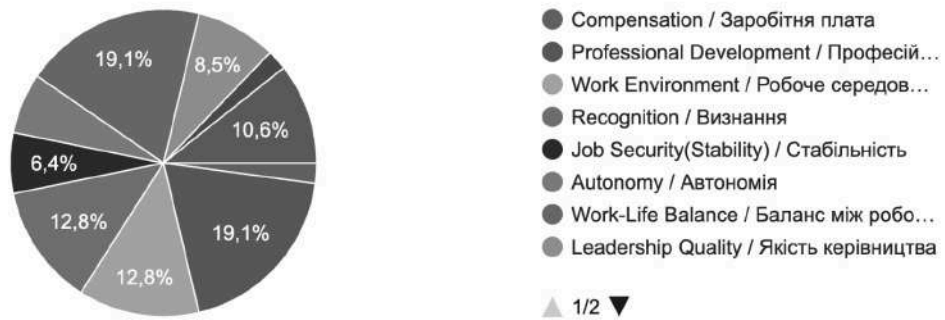 19,1%
8,5%
10,6%
6,4%
12,8%
12,8%
19,1%
Compensation / Заробітня плата
Professional Development / Професій...
Work Environment / Робоче середов...
Recognition / Визнання
Job Security(Stability) / Стабільність
Autonomy / Автономія
Work-Life Balance / Баланс між робо...
Leadership Quality / Якість керівництва
1/2